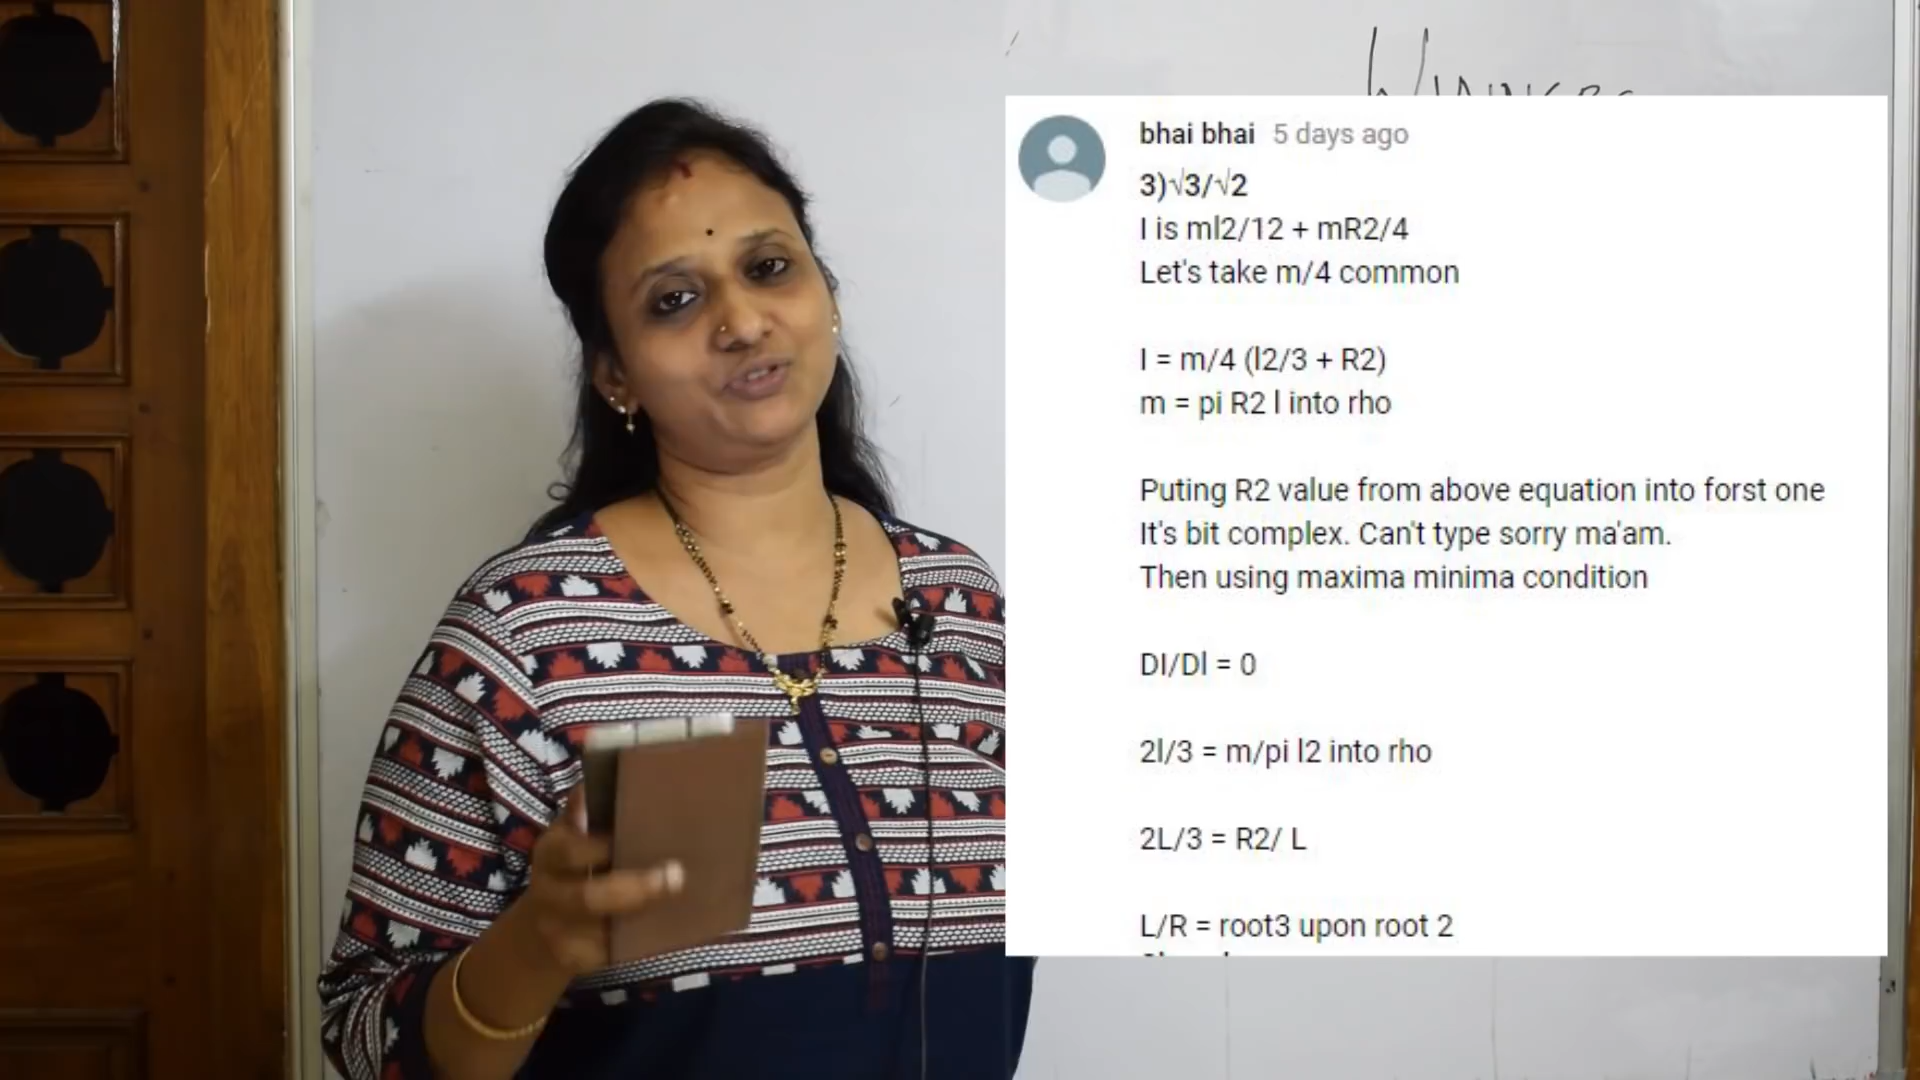 WINNERS
bhai bhai 5 days ago
3)√3/√2
I is ml2/12 + mR2/4
Let's take m/4 common
I = m/4 (l2/3 + R2)
m = pi R2 l into rho
Puting R2 value from above equation into forst one
It's bit complex. Can't type sorry ma'am.
Then using maxima minima condition
DI/Dl = 0
2l/3 = m/pi l2 into rho
2L/3 = R2/ L
L/R = root3 upon root 2